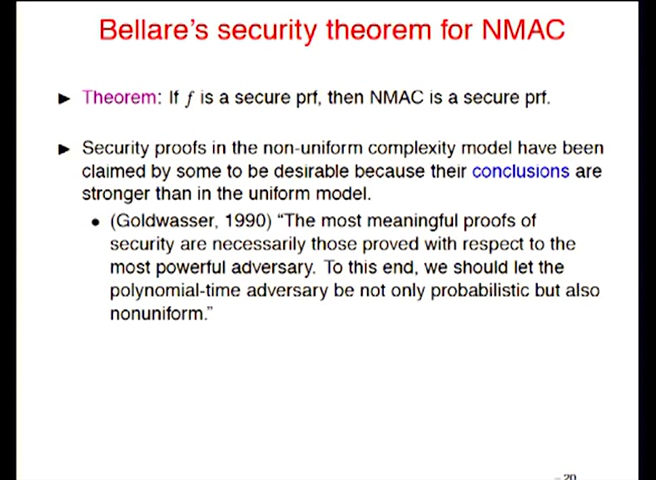 Bellare's security theorem for NMAC
► Theorem: If f is a secure prf, then NMAC is a secure prf.
► Security proofs in the non-uniform complexity model have been
claimed by some to be desirable because their conclusions are
stronger than in the uniform model.
• (Goldwasser, 1990) “The most meaningful proofs of
security are necessarily those proved with respect to the
most powerful adversary. To this end, we should let the
polynomial-time adversary be not only probabilistic but also
nonuniform.”
– 20